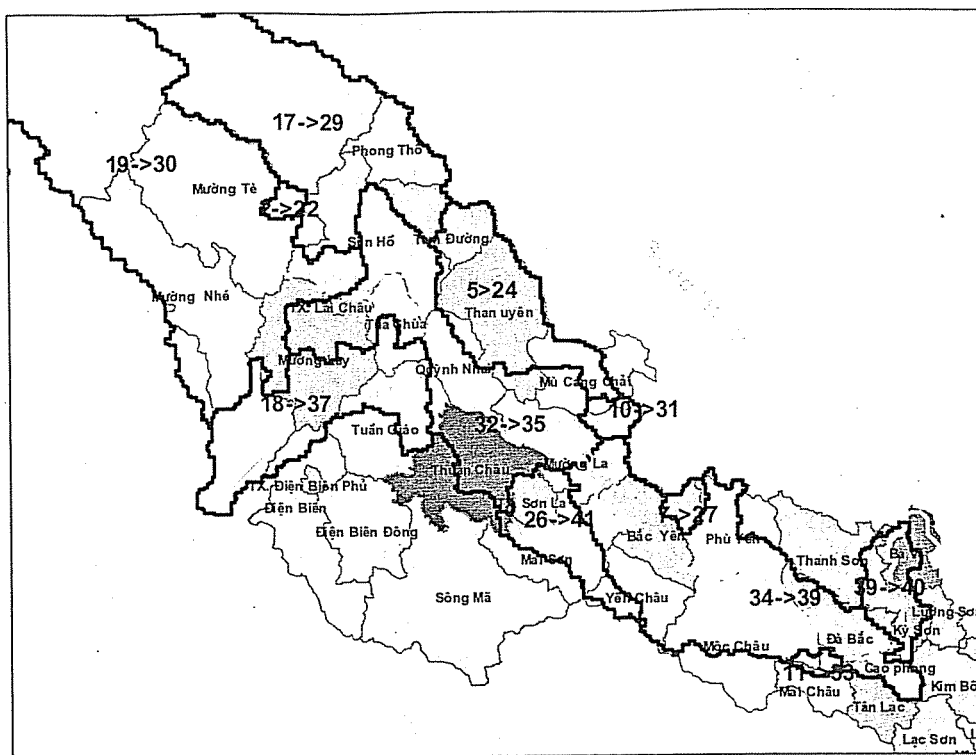 17->29
Phong Thổ
19->30
Mường Tè
2->22
Sìn Hồ
Tam Đường
5>24
Than uyên
Mường Nhé
TX. Lai Châu
Tủa Chùa
Mường Lay
Quỳnh Nhai
Mù Cang Chải
18->37
10->31
32->35
Tuần Giáo
Thuận Châu
Mường La
TX. Điện Biên Phủ
Điện Biên
Sơn La
26->41
Điện Biên Đông
Bắc Yên
Phù Yên
Thanh Sơn
Mai Sơn
39->40
Sông Mã
Yên Châu
34->39
Lương Sơ
Kỳ Sơn
Đà Bắc
Mộc Châu
Cao phong
Mai Châu
Kim Bô
Tân Lạc
Lạc Sơn